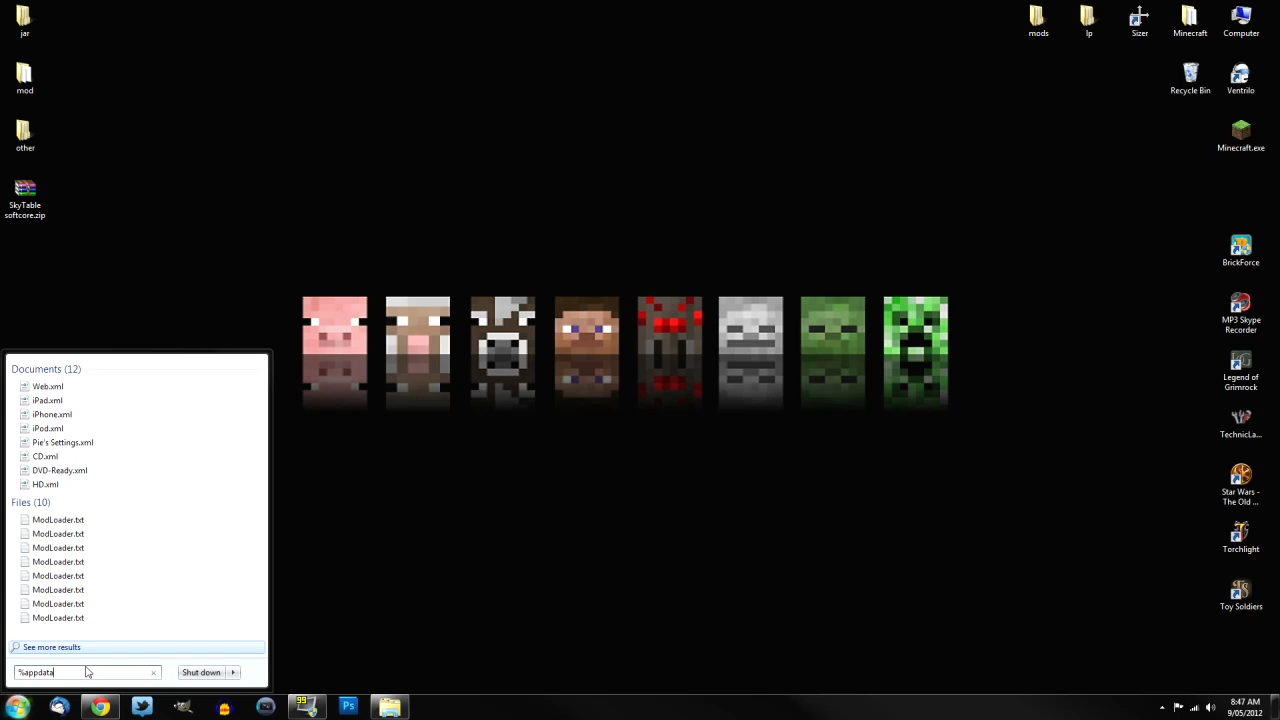 jar
mod
other
SkyTable
softcore.zip
mods
lp
Sizer
Minecraft
Computer
Recycle Bin
Ventrilo
Minecraft.exe
BrickForce
MP3 Skype
Recorder
Legend of
Grimrock
TechnicLa...
Star Wars -
The Old ...
Torchlight
Toy Soldiers
Documents (12)
Web.xml
iPad.xml
iPhone.xml
iPod.xml
Pie's Settings.xml
CD.xml
DVD-Ready.xml
HD.xml
Files (10)
ModLoader.txt
ModLoader.txt
ModLoader.txt
ModLoader.txt
ModLoader.txt
ModLoader.txt
ModLoader.txt
ModLoader.txt
See more results
%appdata
Shut down
99
Ps
8:47 AM
9/05/2012